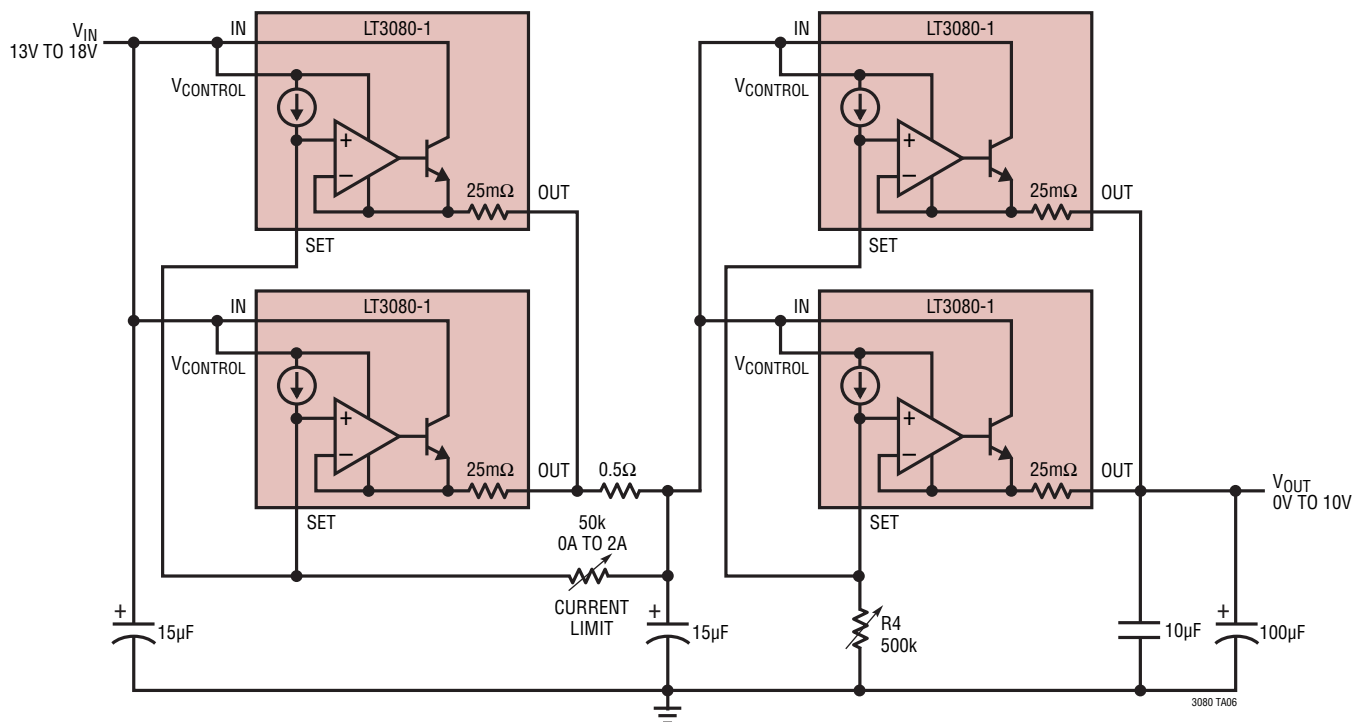 VIN
13V TO 18V
IN
LT3080-1
VCONTROL
+
–
25mΩ
OUT
SET
IN
LT3080-1
VCONTROL
+
–
25mΩ
OUT
SET
IN
LT3080-1
VCONTROL
+
–
25mΩ
OUT
0.5Ω
SET
50k
0A TO 2A
CURRENT
LIMIT
IN
LT3080-1
VCONTROL
+
–
25mΩ
OUT
SET
VOUT
0V TO 10V
+
15µF
+
15µF
R4
500k
10µF
+
100µF
3080 TA06